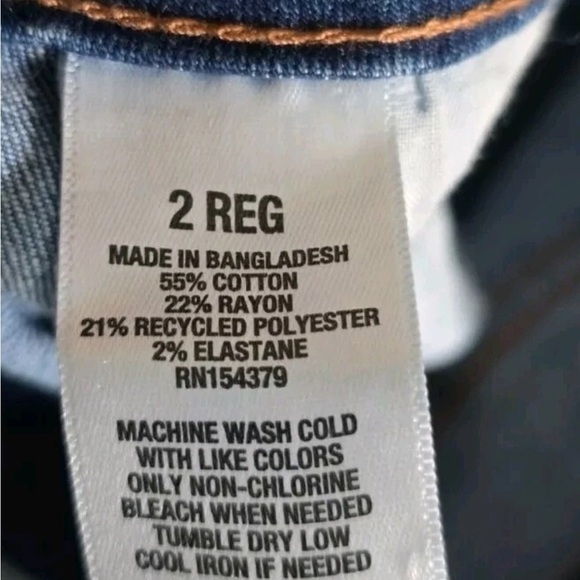 2 REG
MADE IN BANGLADESH
55% COTTON
22% RAYON
21% RECYCLED POLYESTER
2% ELASTANE
RN154379
MACHINE WASH COLD
WITH LIKE COLORS
ONLY NON-CHLORINE
BLEACH WHEN NEEDED
TUMBLE DRY LOW
COOL IRON IF NEEDED